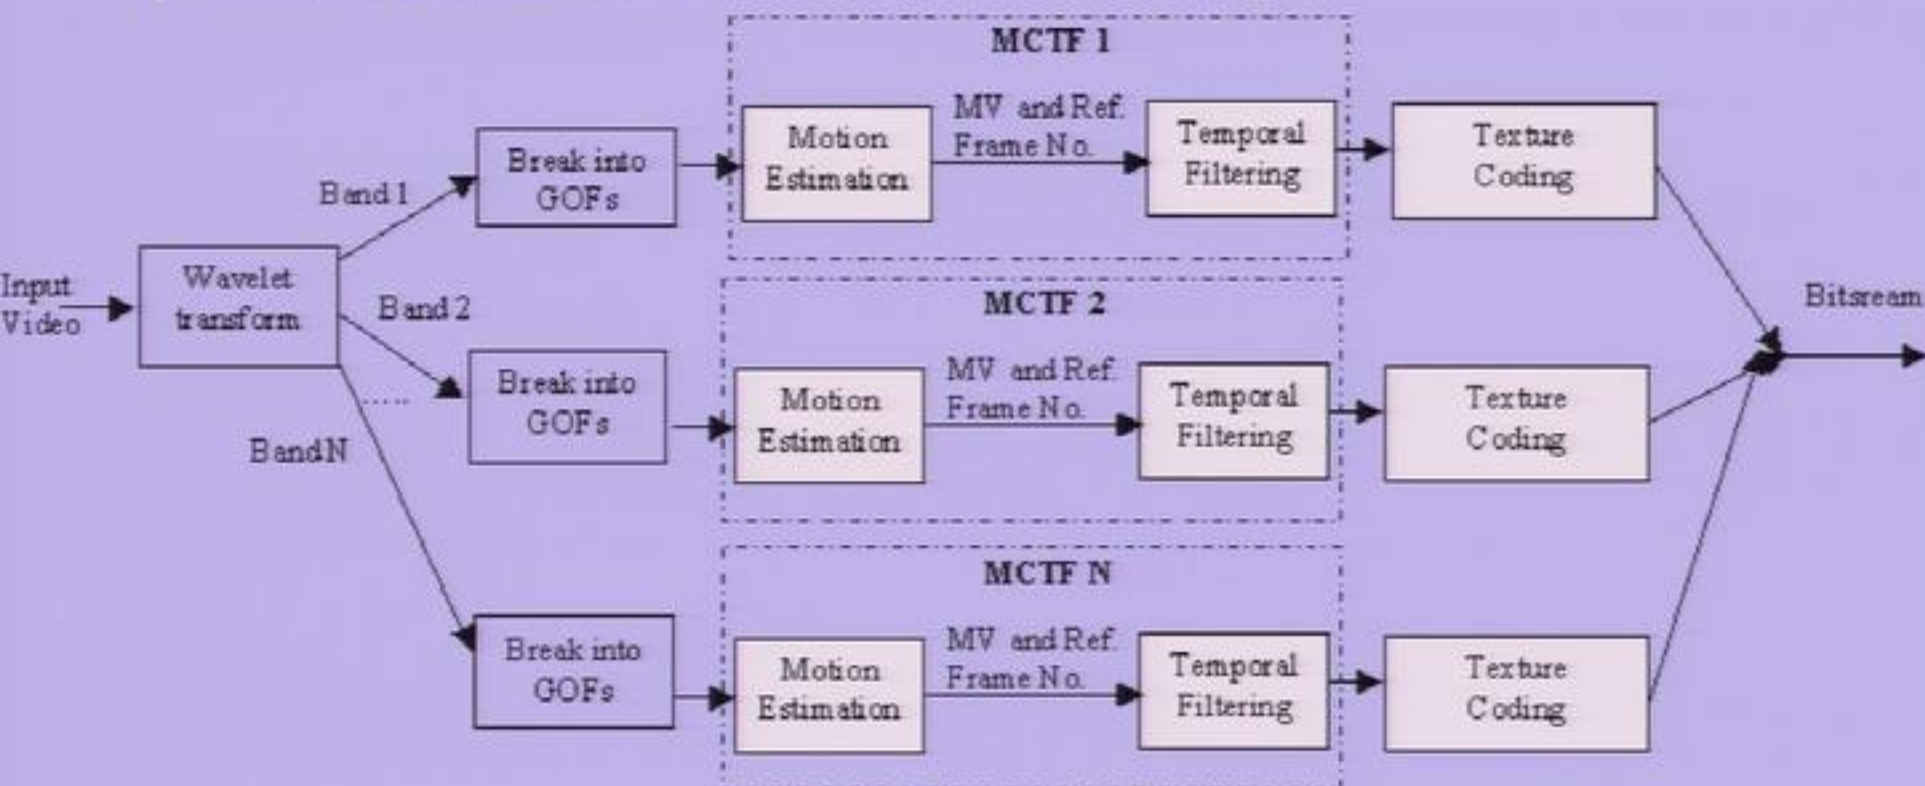 MCTF 1
Break into
GOFs
Motion
Estimation
MV and Ref.
Frame No.
Temporal
Filtering
Texture
Coding
Band 1
Input
Video
Wavelet
transform
Band 2
.....
Band N
Break into
GOFs
MCTF 2
Motion
Estimation
MV and Ref.
Frame No.
Temporal
Filtering
Texture
Coding
Bitsream
MCTF N
Break into
GOFs
Motion
Estimation
MV and Ref.
Frame No.
Temporal
Filtering
Texture
Coding